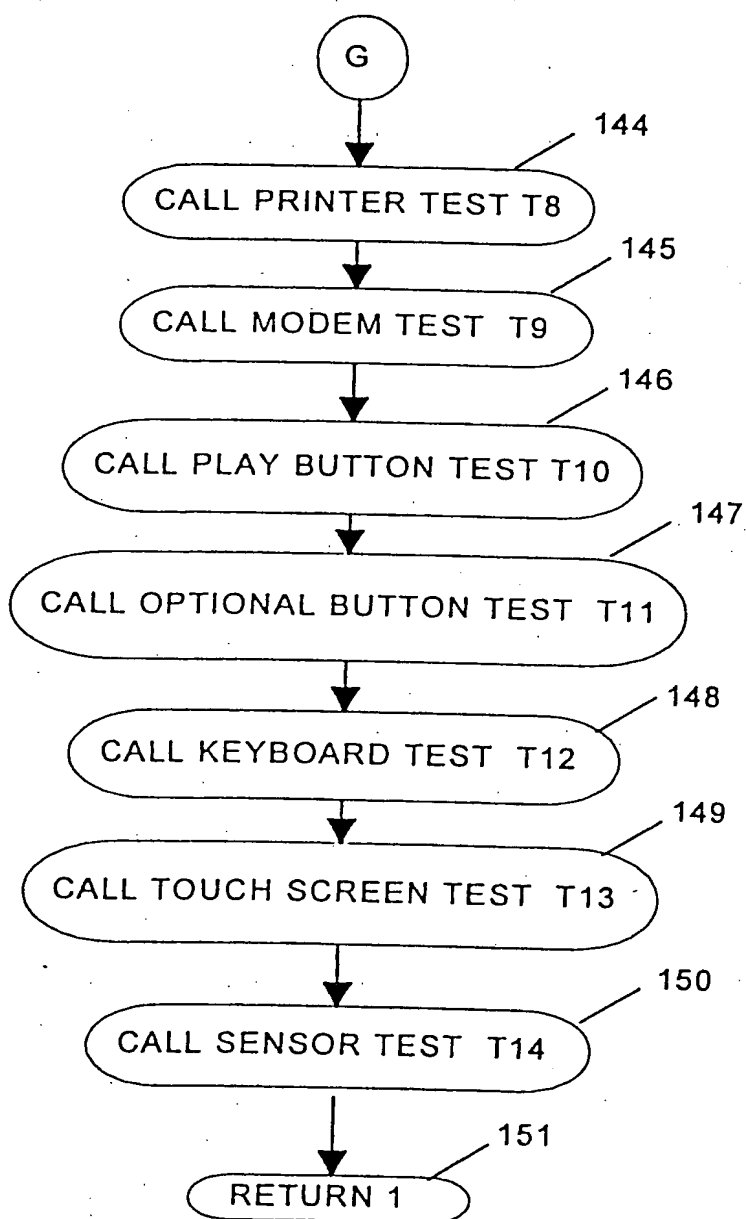 G
144
CALL PRINTER TEST T8
145
CALL MODEM TEST T9
146
CALL PLAY BUTTON TEST T10
147
CALL OPTIONAL BUTTON TEST T11
148
CALL KEYBOARD TEST T12
149
CALL TOUCH SCREEN TEST T13
150
CALL SENSOR TEST T14
151
RETURN 1